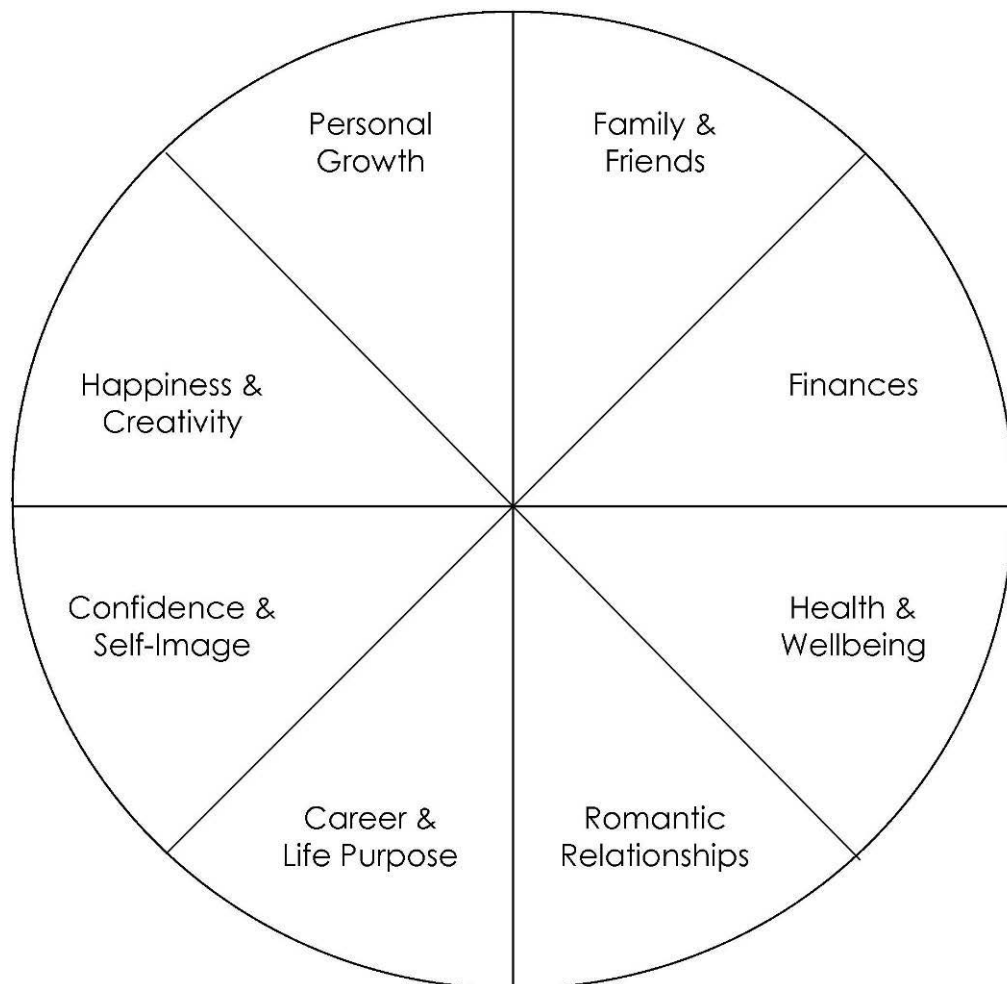 Personal
Growth
Family &
Friends
Happiness &
Creativity
Finances
Confidence &
Self-Image
Health &
Wellbeing
Career &
Life Purpose
Romantic
Relationships